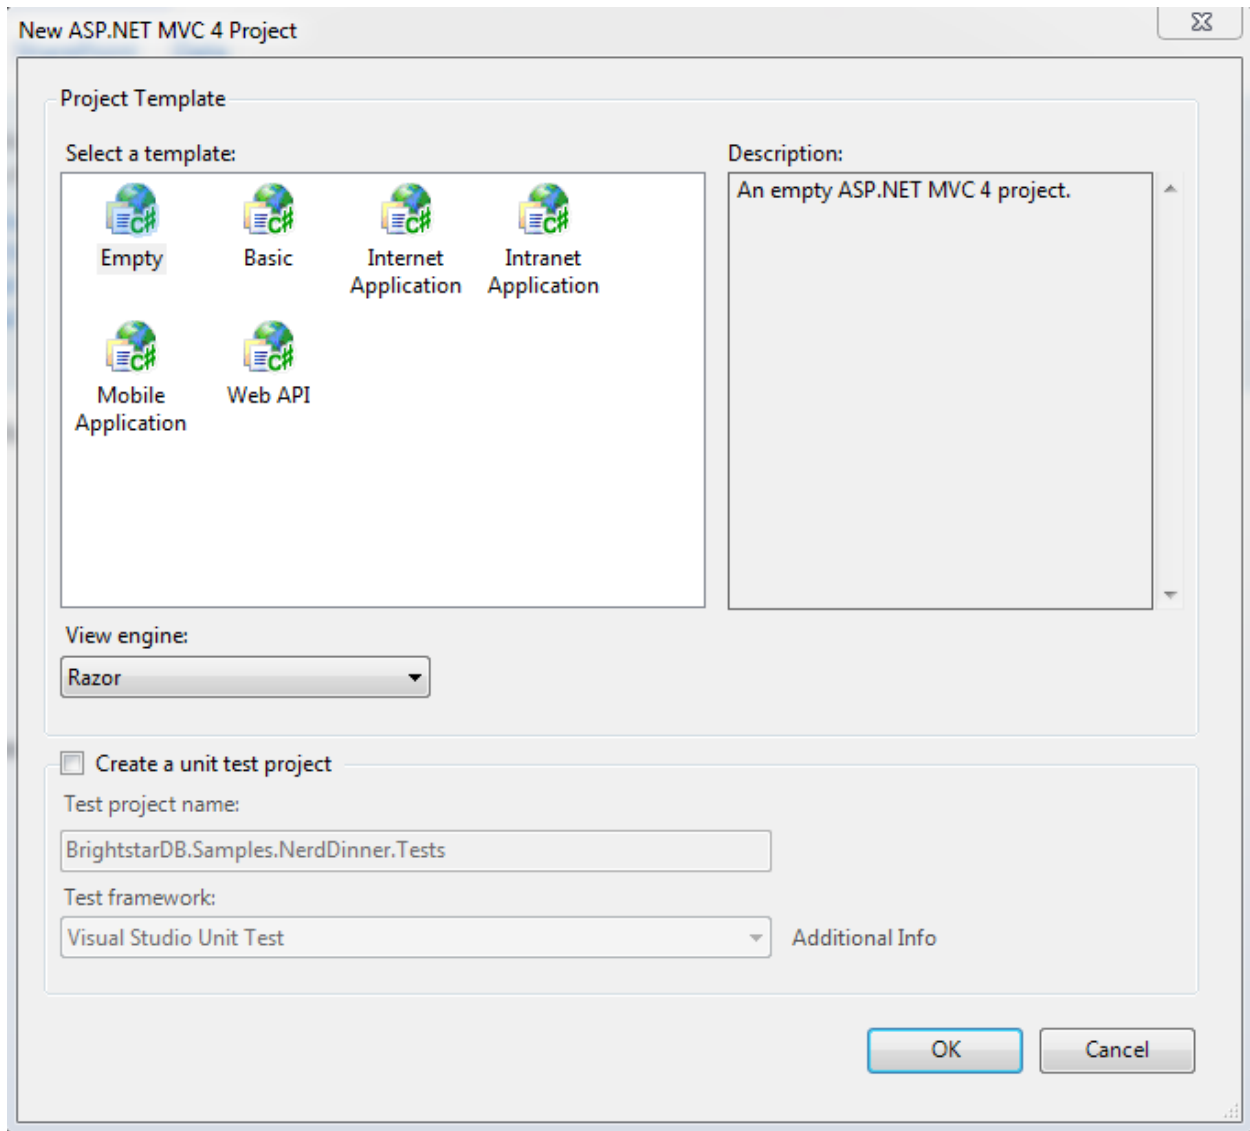 New ASP.NET MVC 4 Project
Project Template
Select a template:
Description:
An empty ASP.NET MVC 4 project.
C#
Empty
C#
Basic
C#
Internet
Application
C#
Intranet
Application
C#
Mobile
Application
C#
Web API
View engine:
Razor
Create a unit test project
Test project name:
BrightstarDB.Samples.NerdDinner.Tests
Test framework:
Visual Studio Unit Test
Additional Info
OK
Cancel